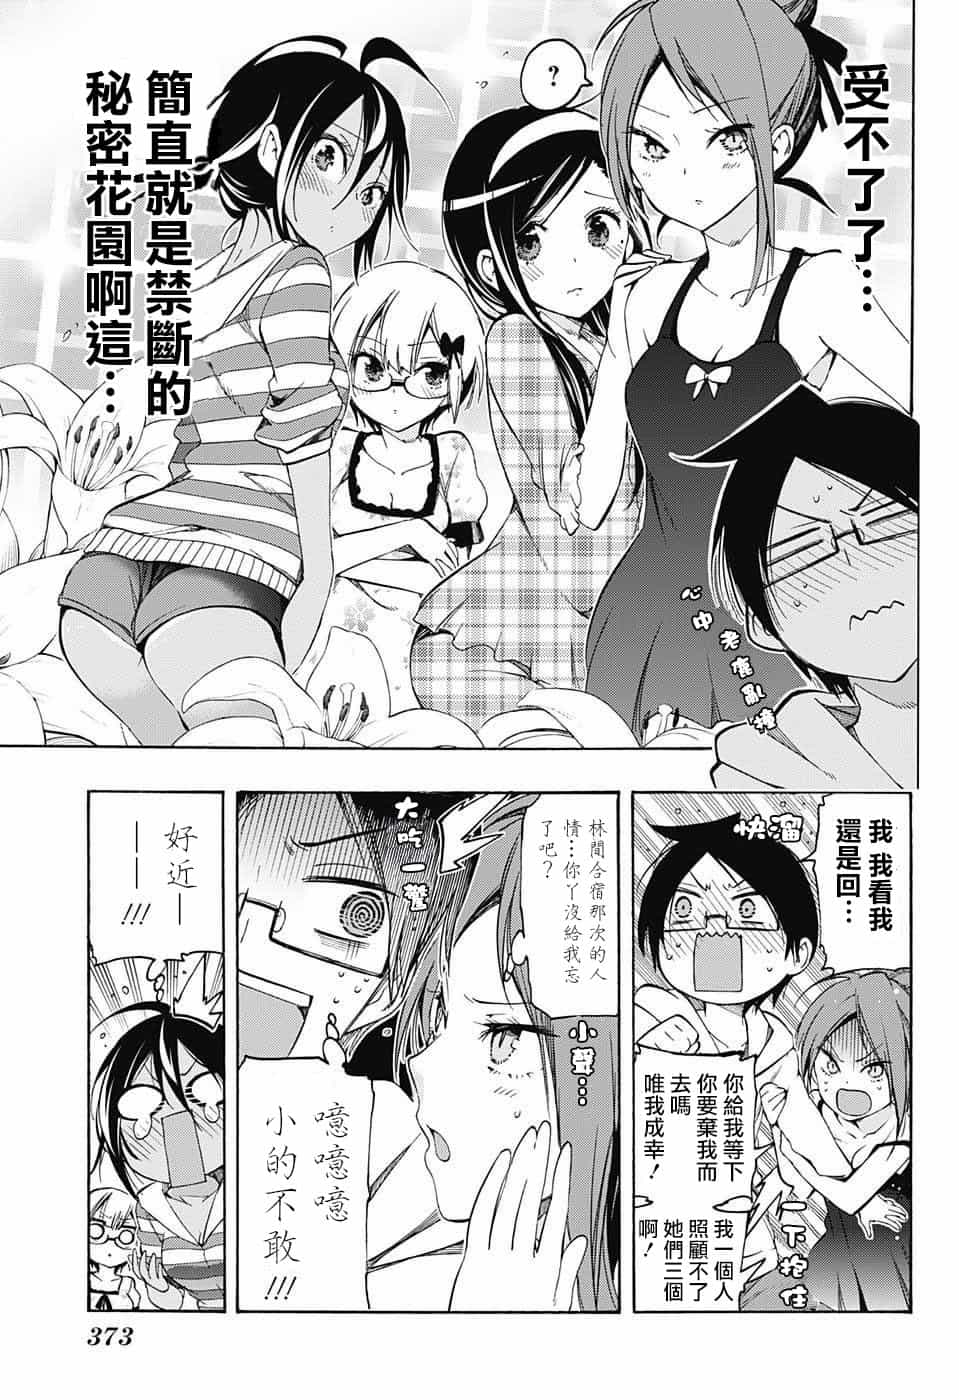 受不了了…
?
簡直就是禁斷的
秘密花園啊這…
心中老鹿亂撞
我 我看我
還是回…
快溜
你給我等下
你要棄我而
去嗎
唯我成幸!
我一個人
照顧不了
她們三個
啊!
一下抱住
林間合宿那次的人
情…你丫沒給我忘
了吧?
小聲…
大吃一驚
噫噫噫
小的不敢!!!
好近——
——!!!
373